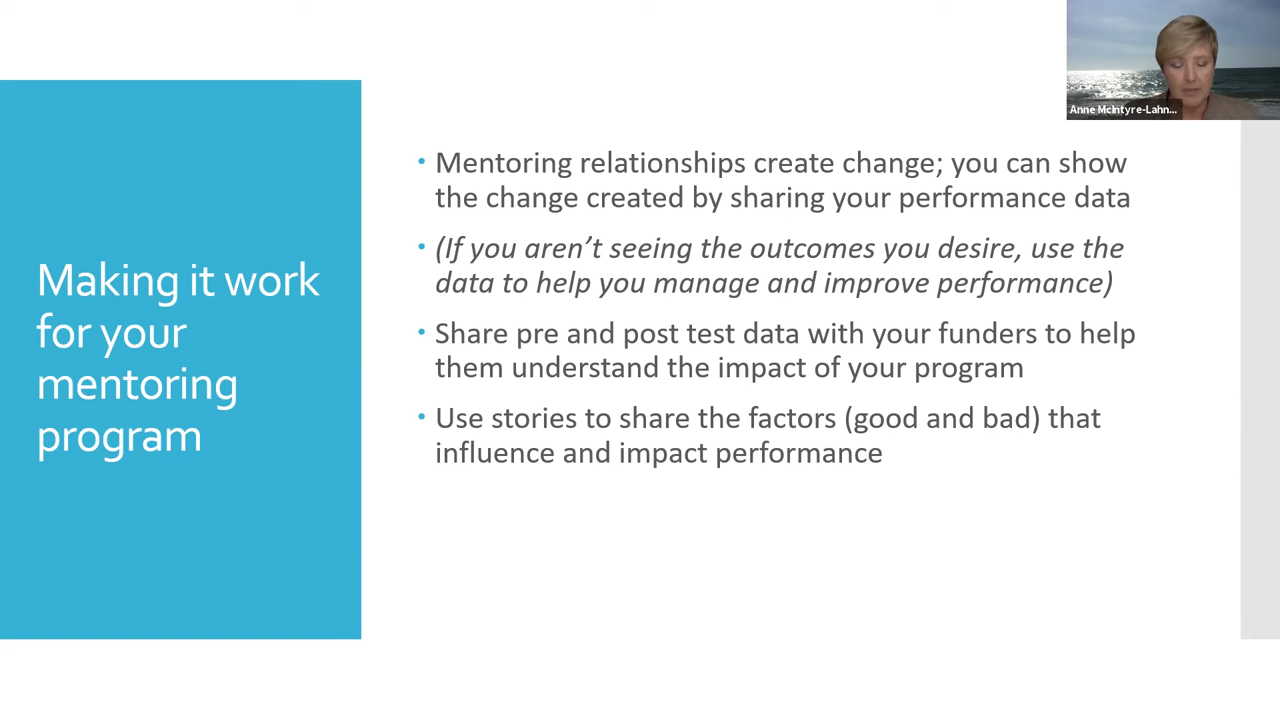 Anne McIntyre-Lahn...
Making it work
for your
mentoring
program
• Mentoring relationships create change; you can show
the change created by sharing your performance data
• (If you aren’t seeing the outcomes you desire, use the
data to help you manage and improve performance)
• Share pre and post test data with your funders to help
them understand the impact of your program
• Use stories to share the factors (good and bad) that
influence and impact performance